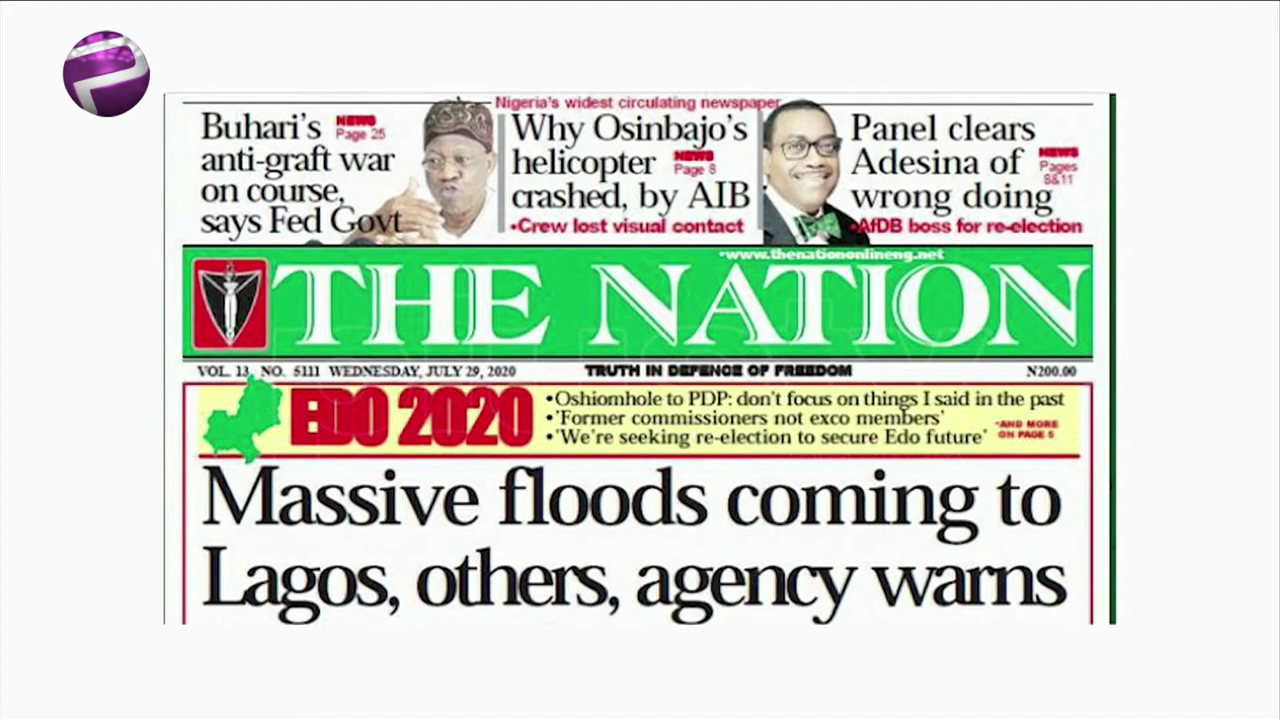 Nigeria's widest circulating newspaper
Buhari's
NEWS
Page 25
anti-graft war
on course,
says Fed Govt
Why Osinbajo's
helicopter
NEWS
Page 8
crashed, by AIB
•Crew lost visual contact
Panel clears
Adesina of
NEWS
Pages
8&11
wrong doing
•AfDB boss for re-election
•www.thenationonlineng.net
THE NATION
VOL. 13, NO. 5111 WEDNESDAY, JULY 29, 2020
TRUTH IN DEFENCE OF FREEDOM
N200.00
EDO 2020
•Oshiomhole to PDP: don't focus on things I said in the past
•'Former commissioners not exco members'
•'We're seeking re-election to secure Edo future'
•AND MORE
ON PAGE 5
Massive floods coming to
Lagos, others, agency warns